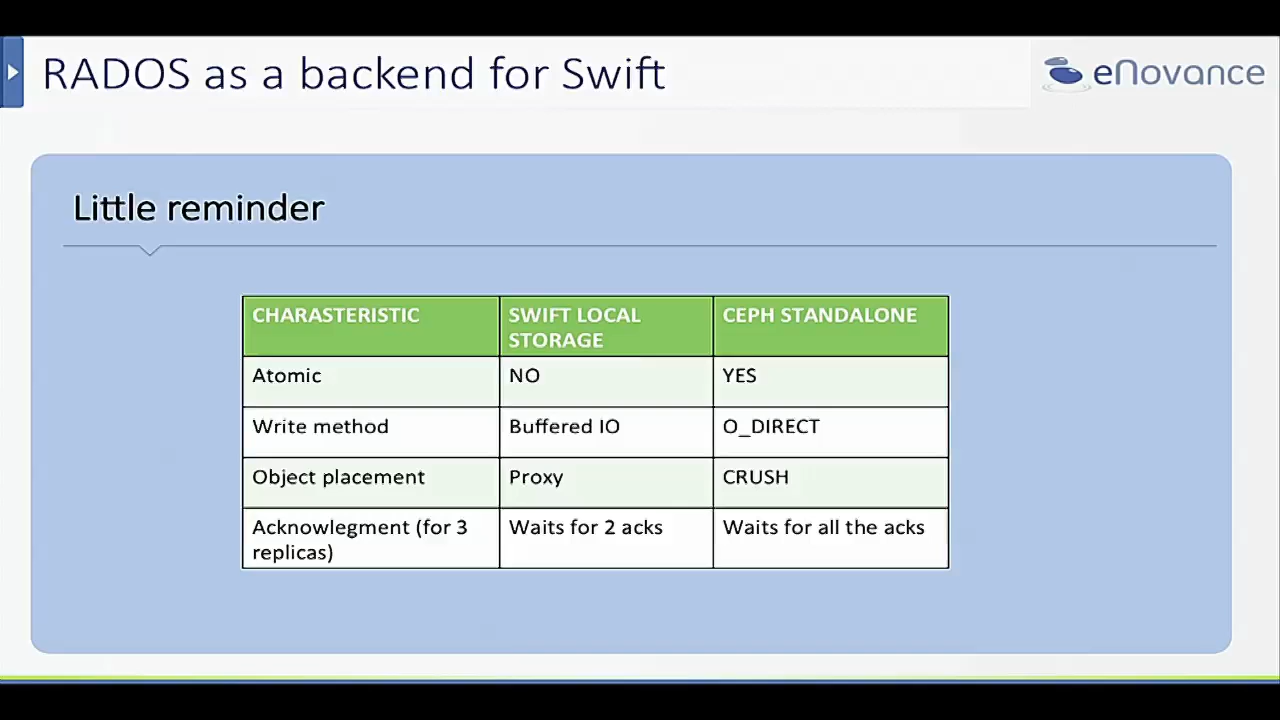 RADOS as a backend for Swift
eNovance
Little reminder
CHARASTERISTIC
SWIFT LOCAL
STORAGE
CEPH STANDALONE
Atomic
NO
YES
Write method
Buffered IO
O_DIRECT
Object placement
Proxy
CRUSH
Acknowlegment (for 3
replicas)
Waits for 2 acks
Waits for all the acks